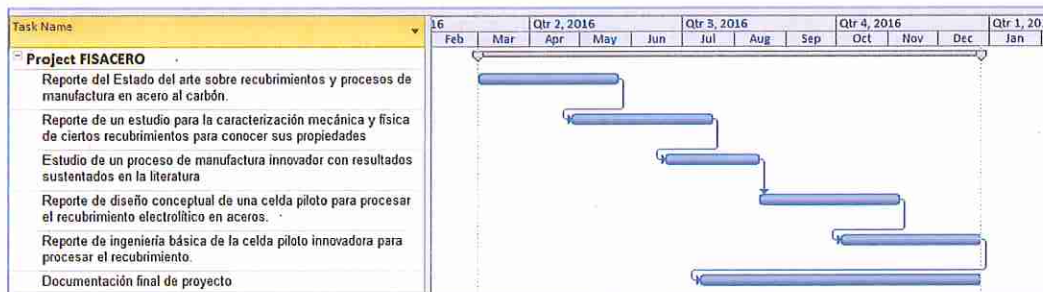 Task Name
16
Qtr 2, 2016
Qtr 3, 2016
Qtr 4, 2016
Qtr 1, 20
Feb
Mar
Apr
May
Jun
Jul
Aug
Sep
Oct
Nov
Dec
Jan
Project FISACERO
Reporte del Estado del arte sobre recubrimientos y procesos de
manufactura en acero al carbón.
Reporte de un estudio para la caracterización mecánica y física
de ciertos recubrimientos para conocer sus propiedades
Estudio de un proceso de manufactura innovador con resultados
sustentados en la literatura
Reporte de diseño conceptual de una celda piloto para procesar
el recubrimiento electrolítico en aceros.
Reporte de ingeniería básica de la celda piloto innovadora para
procesar el recubrimiento.
Documentación final de proyecto